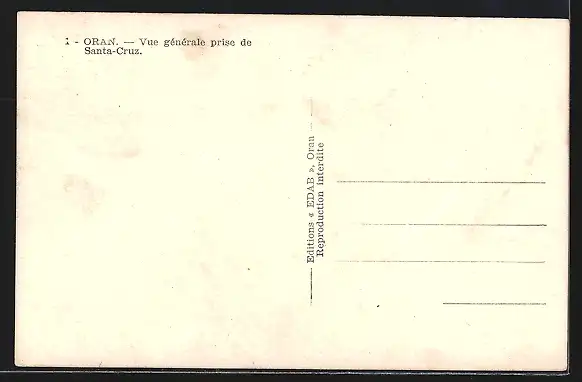 1 - ORAN. — Vue générale prise de
Santa-Cruz.
Editions « EDAB », Oran
Reproduction interdite